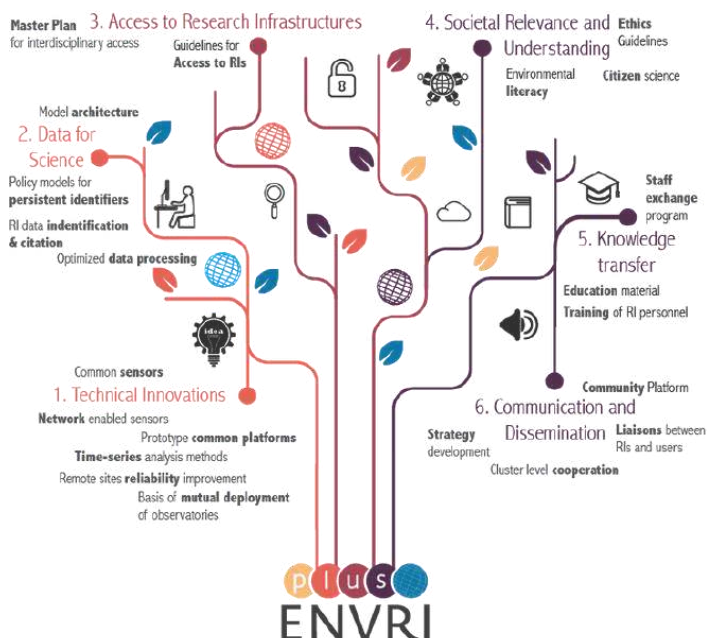 Master Plan
for interdisciplinary access
3. Access to Research Infrastructures
Guidelines for
Access to RIs
4. Societal Relevance and
Understanding
Ethics
Guidelines
Environmental
literacy
Citizen science
Model architecture
2. Data for
Science
Policy models for
persistent identifiers
RI data indentification
& citation
Optimized data processing
Staff
exchange
program
5. Knowledge
transfer
Education material
Training of RI personnel
idea
Common sensors
1. Technical Innovations
Network enabled sensors
Prototype common platforms
Time-series analysis methods
Remote sites reliability improvement
Basis of mutual deployment
of observatories
Community Platform
6. Communication and
Dissemination
Strategy
development
Liaisons between
RIs and users
Cluster level cooperation
plus
ENVRI